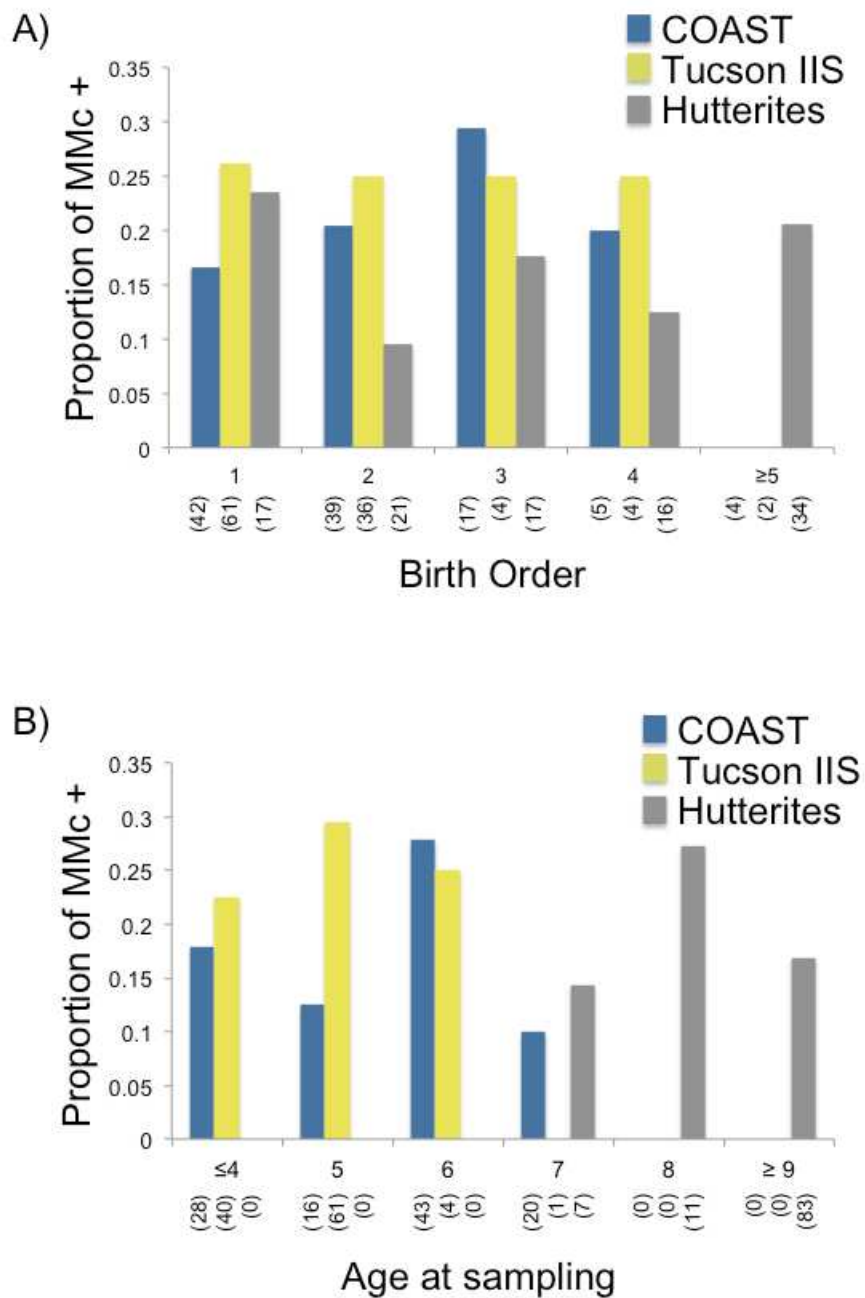 A)
COAST
Tucson IIS
Hutterites
Proportion of MMc +
0.35
0.3
0.25
0.2
0.15
0.1
0.05
0
1 2 3 4 ≥5
(42) (61) (17) (39) (36) (21) (17) (4) (17) (5) (4) (16) (4) (2) (34)
Birth Order
B)
COAST
Tucson IIS
Hutterites
Proportion of MMc +
0.35
0.3
0.25
0.2
0.15
0.1
0.05
0
≤4 5 6 7 8 ≥ 9
(28) (40) (0) (16) (61) (0) (43) (4) (0) (20) (1) (7) (0) (0) (11) (0) (0) (83)
Age at sampling